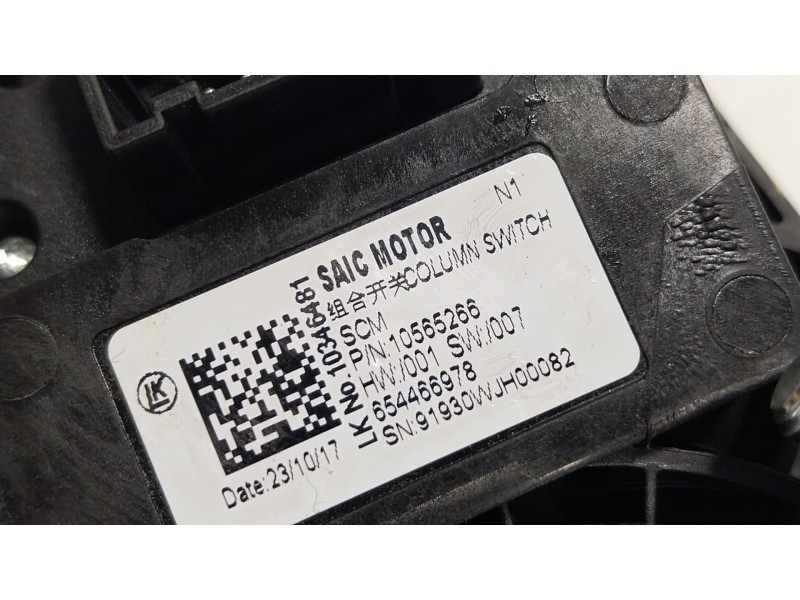 N1
SAIC MOTOR
组合开关COLUMN SWITCH
SCM
P/N:10565266
HW:/001 SW:/007
654466978
SN:91930WJH00082
LK No 10346481
LK
Date:23/10/17